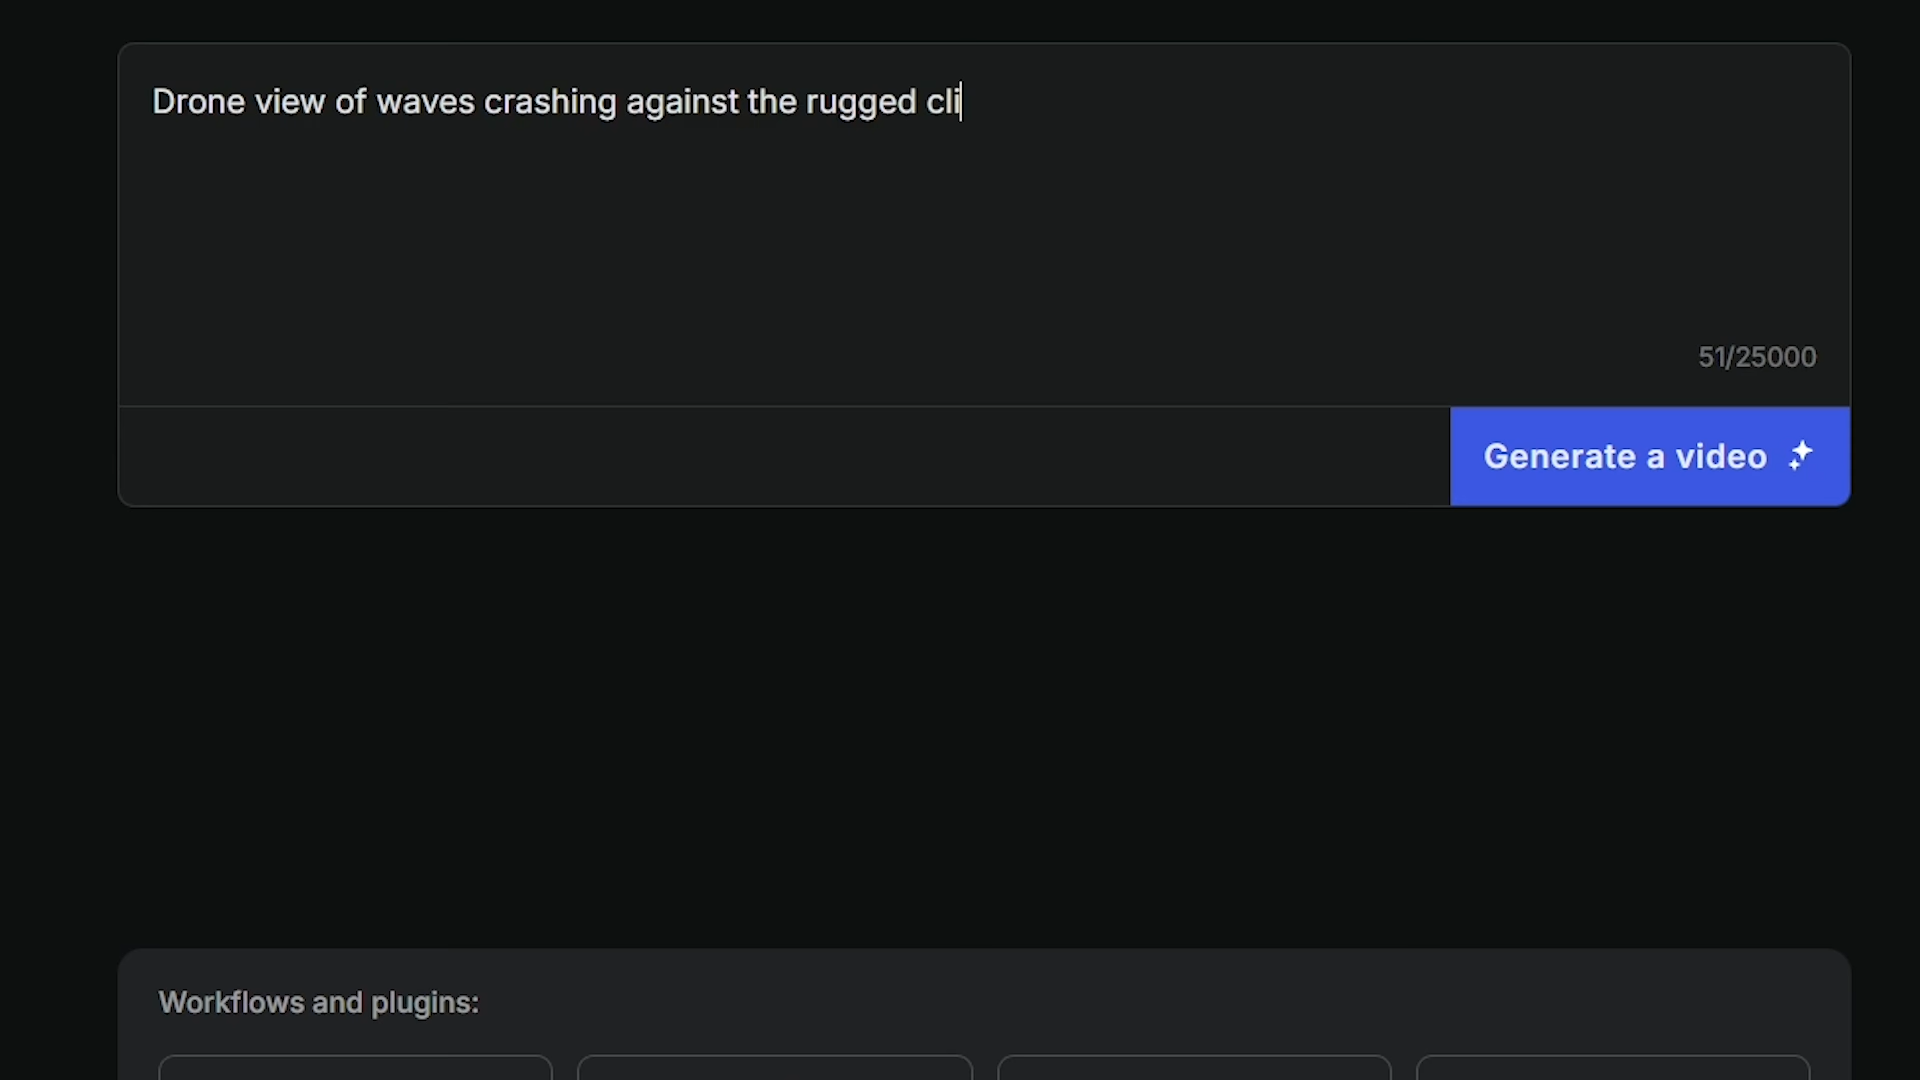 Drone view of waves crashing against the rugged cli
51/25000
Generate a video
Workflows and plugins: